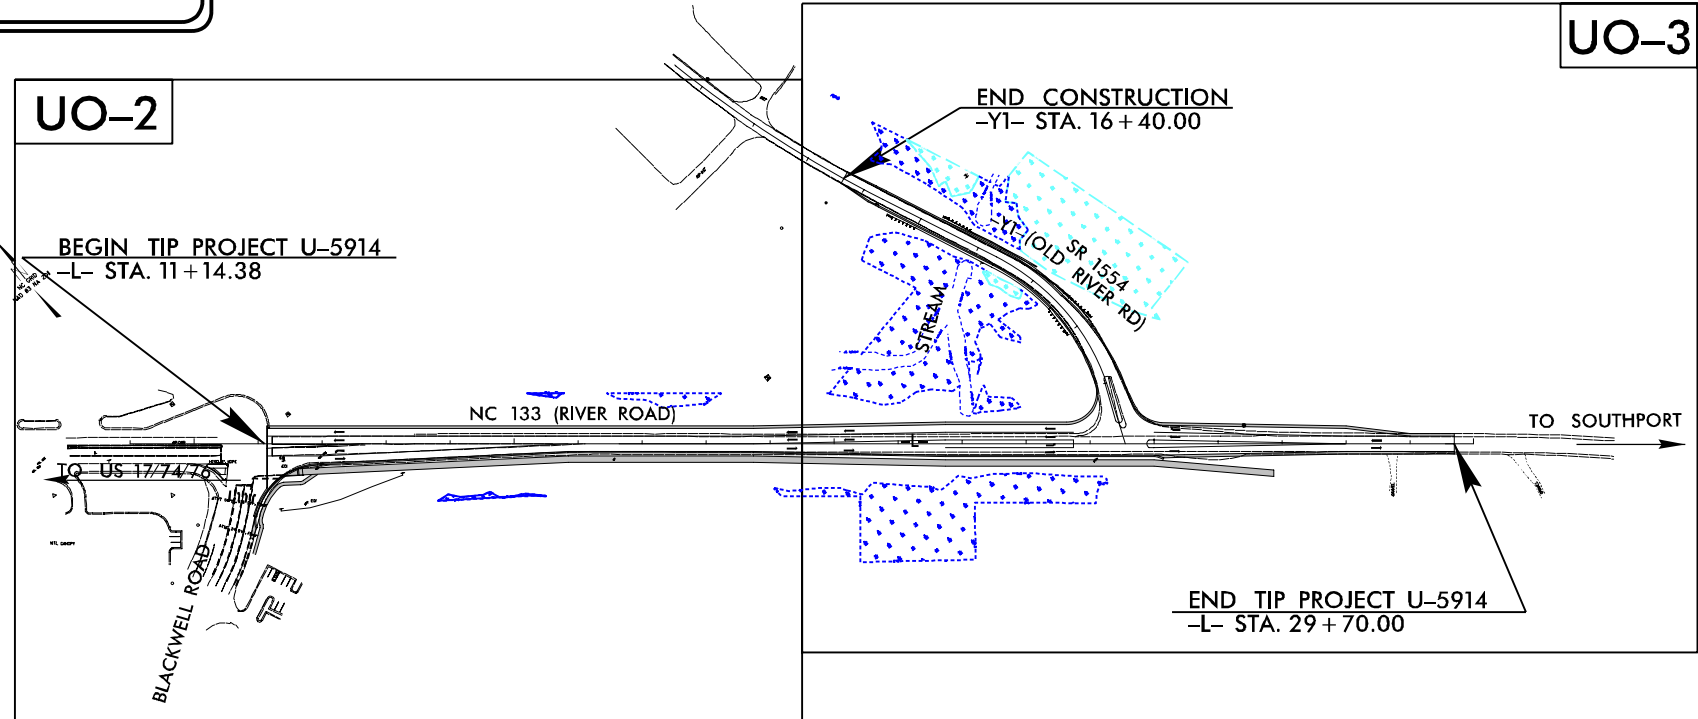 UO–3
UO–2
END CONSTRUCTION
–Y1– STA. 16+40.00
BEGIN TIP PROJECT U–5914
–L– STA. 11+14.38
–Y1– (OLD RIVER RD)
SR 1554
STREAM
NC 133 (RIVER ROAD)
–L–
TO SOUTHPORT
TO US 17/74/76
BLACKWELL ROAD
END TIP PROJECT U–5914
–L– STA. 29+70.00